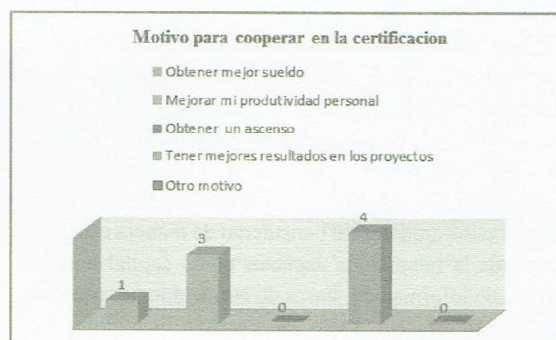 Motivo para cooperar en la certificacion
Obtener mejor sueldo
Mejorar mi produtividad personal
Obtener un ascenso
Tener mejores resultados en los proyectos
Otro motivo
1
3
0
4
0